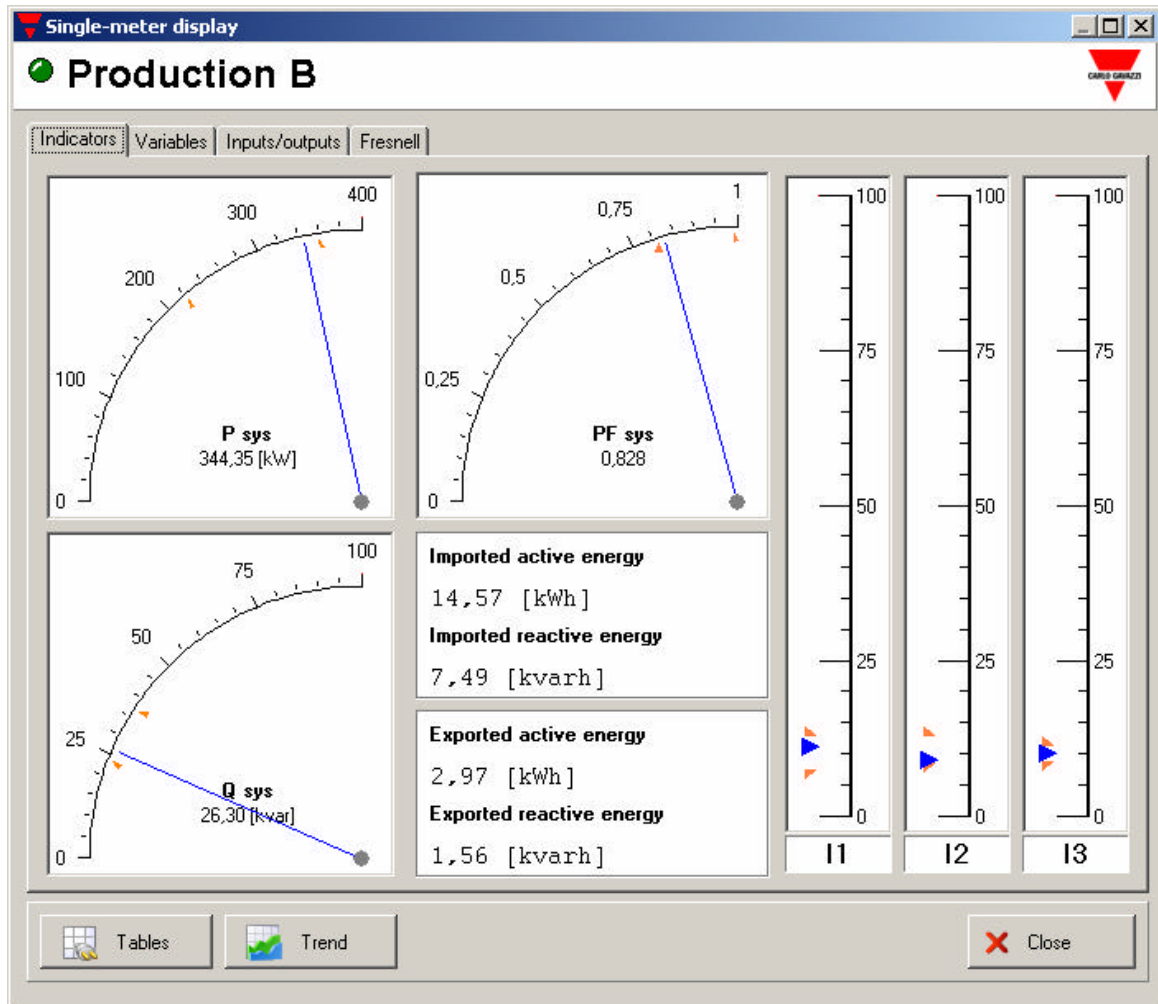 Single-meter display
Production B
CARLO GAVAZZI
Indicators Variables Inputs/outputs Fresnell
0 100 200 300 400
P sys
344,35 [kW]
0 0,25 0,5 0,75 1
PF sys
0,828
0 25 50 75 100
Q sys
26,30 [kvar]
Imported active energy
14,57 [kWh]
Imported reactive energy
7,49 [kvarh]
Exported active energy
2,97 [kWh]
Exported reactive energy
1,56 [kvarh]
100 75 50 25 0
I1
100 75 50 25 0
I2
100 75 50 25 0
I3
Tables Trend Close